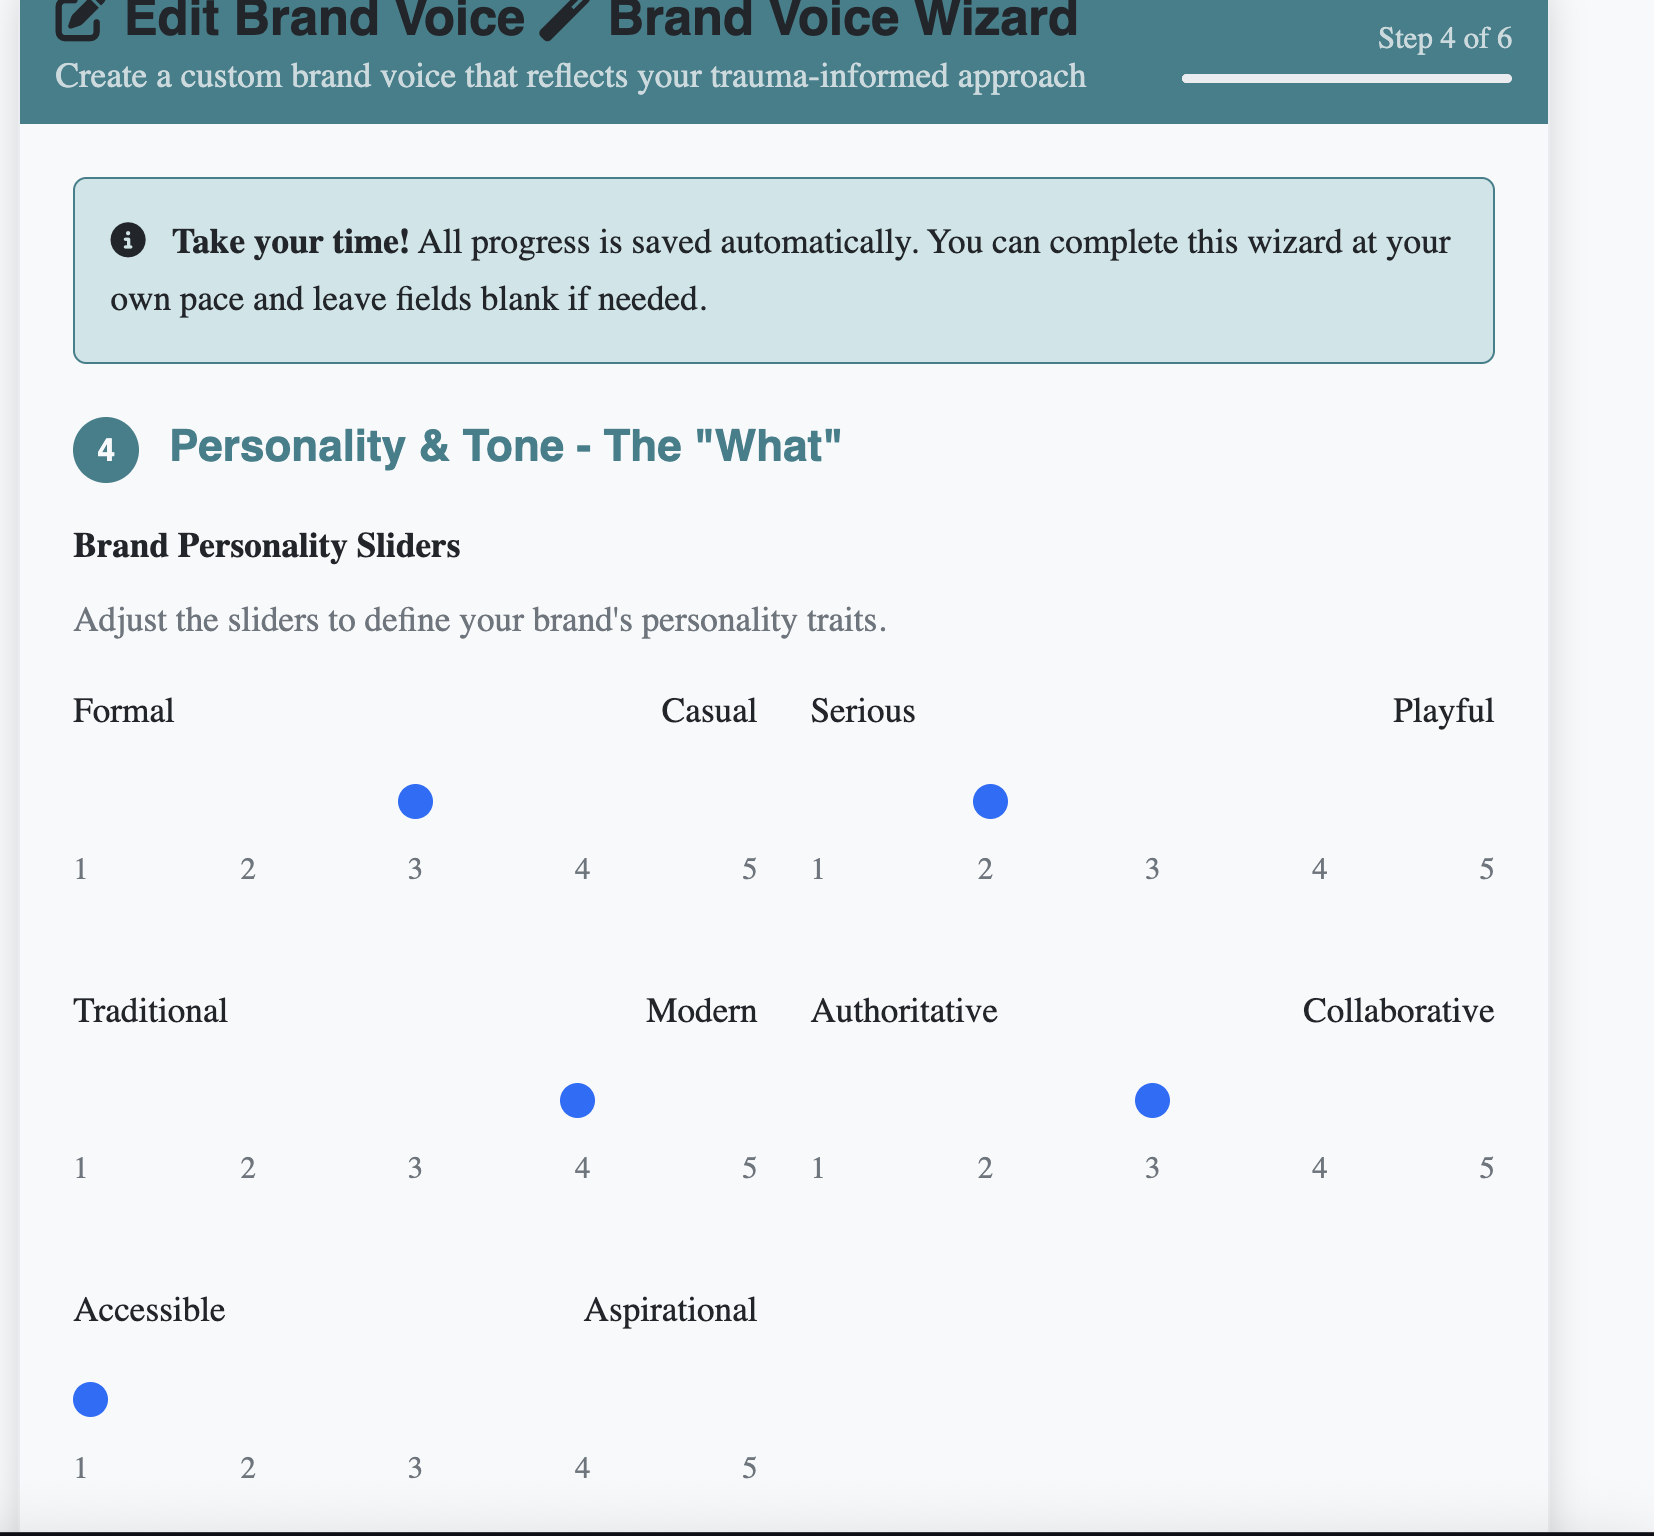 Edit Brand Voice Brand Voice Wizard
Step 4 of 6
Create a custom brand voice that reflects your trauma-informed approach
Take your time! All progress is saved automatically. You can complete this wizard at your
own pace and leave fields blank if needed.
4 Personality & Tone - The "What"
Brand Personality Sliders
Adjust the sliders to define your brand's personality traits.
Formal Casual Serious Playful
1 2 3 4 5 1 2 3 4 5
Traditional Modern Authoritative Collaborative
1 2 3 4 5 1 2 3 4 5
Accessible Aspirational
1 2 3 4 5